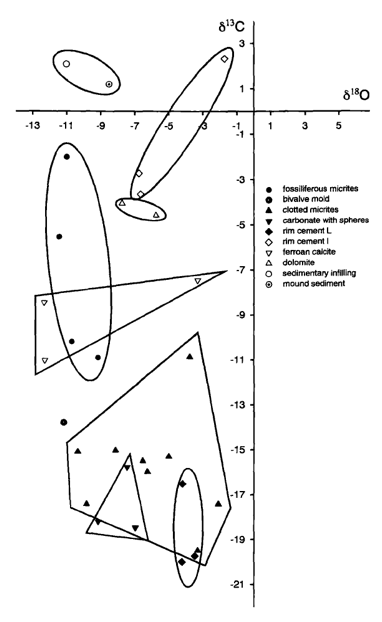 δ¹³C
3
1
δ¹⁸O
-13 -11 -9 -7 -5 -3 -1 1 3 5
-1
-3
-5
-7
-9
-11
-13
-15
-17
-19
-21
fossiliferous micrites
bivalve mold
clotted micrites
carbonate with spheres
rim cement L
rim cement I
ferroan calcite
dolomite
sedimentary infilling
mound sediment